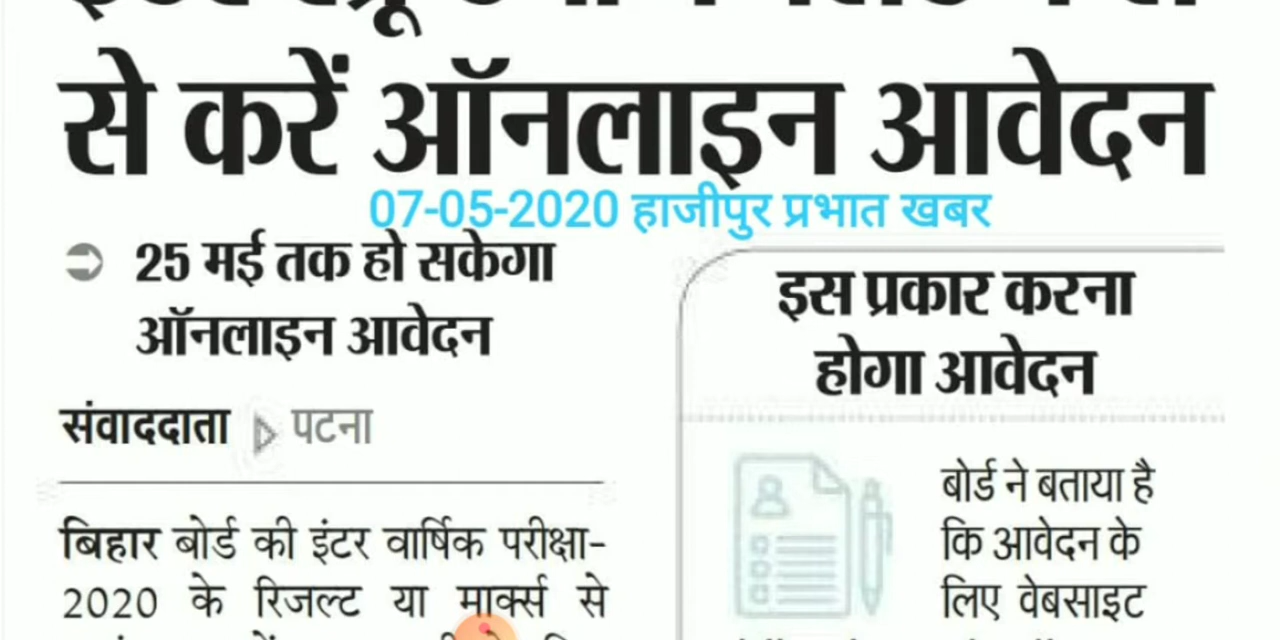 से करें ऑनलाइन आवेदन
07-05-2020 हाजीपुर प्रभात खबर
25 मई तक हो सकेगा
ऑनलाइन आवेदन
संवाददाता पटना
बिहार बोर्ड की इंटर वार्षिक परीक्षा-
2020 के रिजल्ट या मार्क्स से
इस प्रकार करना
होगा आवेदन
बोर्ड ने बताया है
कि आवेदन के
लिए वेबसाइट